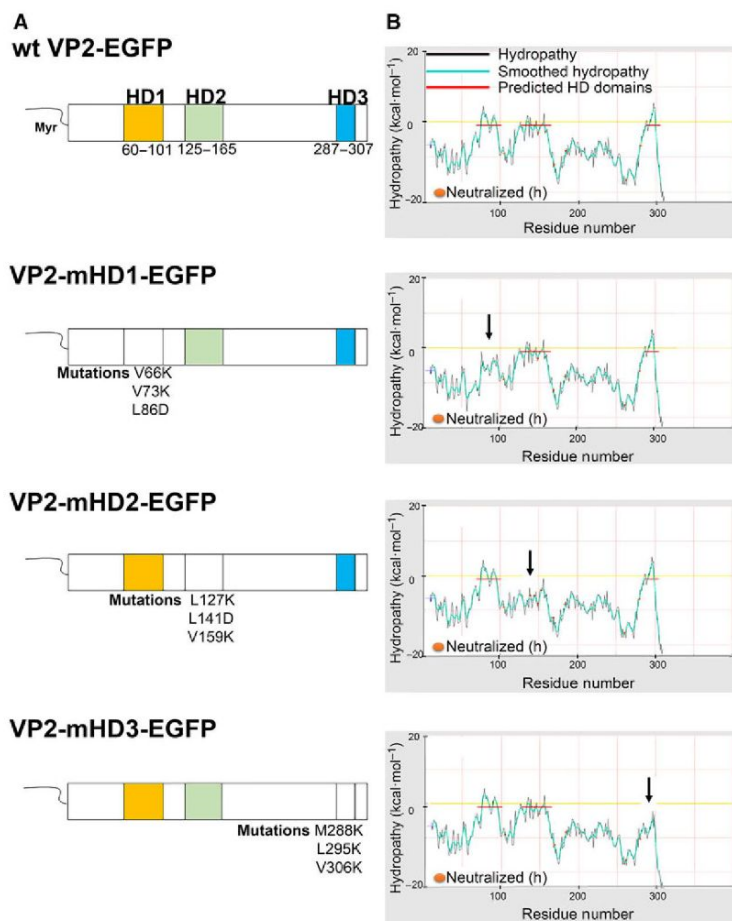 A
wt VP2-EGFP
HD1 HD2 HD3
Myr
60–101 125–165 287–307
B
Hydropathy
Smoothed hydropathy
Predicted HD domains
Hydropathy (kcal·mol⁻¹)
20
0
−20
Neutralized (h)
100 200 300
Residue number
VP2-mHD1-EGFP
Mutations V66K
V73K
L86D
Hydropathy (kcal·mol⁻¹)
20
0
−20
Neutralized (h)
100 200 300
Residue number
VP2-mHD2-EGFP
Mutations L127K
L141D
V159K
Hydropathy (kcal·mol⁻¹)
20
0
−20
Neutralized (h)
100 200 300
Residue number
VP2-mHD3-EGFP
Mutations M288K
L295K
V306K
Hydropathy (kcal·mol⁻¹)
20
0
−20
Neutralized (h)
100 200 300
Residue number